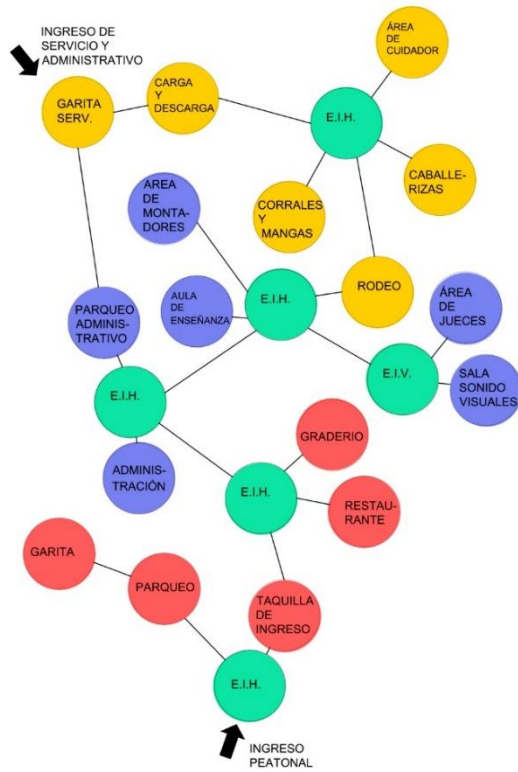 INGRESO DE
SERVICIO Y
ADMINISTRATIVO
ÁREA
DE
CUIDADOR
CARGA
Y
DESCARGA
GARITA
SERV.
E.I.H.
CABALLE-
RIZAS
AREA
DE
MONTA-
DORES
CORRALES
Y
MANGAS
RODEO
E.I.H.
AULA
DE
ENSEÑANZA
ÁREA
DE
JUECES
PARQUEO
ADMINIS-
TRATIVO
E.I.V.
SALA
SONIDO
VISUALES
E.I.H.
GRADERIO
ADMINIS-
TRACIÓN
E.I.H.
RESTAU-
RANTE
GARITA
PARQUEO
TAQUILLA
DE
INGRESO
E.I.H.
INGRESO
PEATONAL